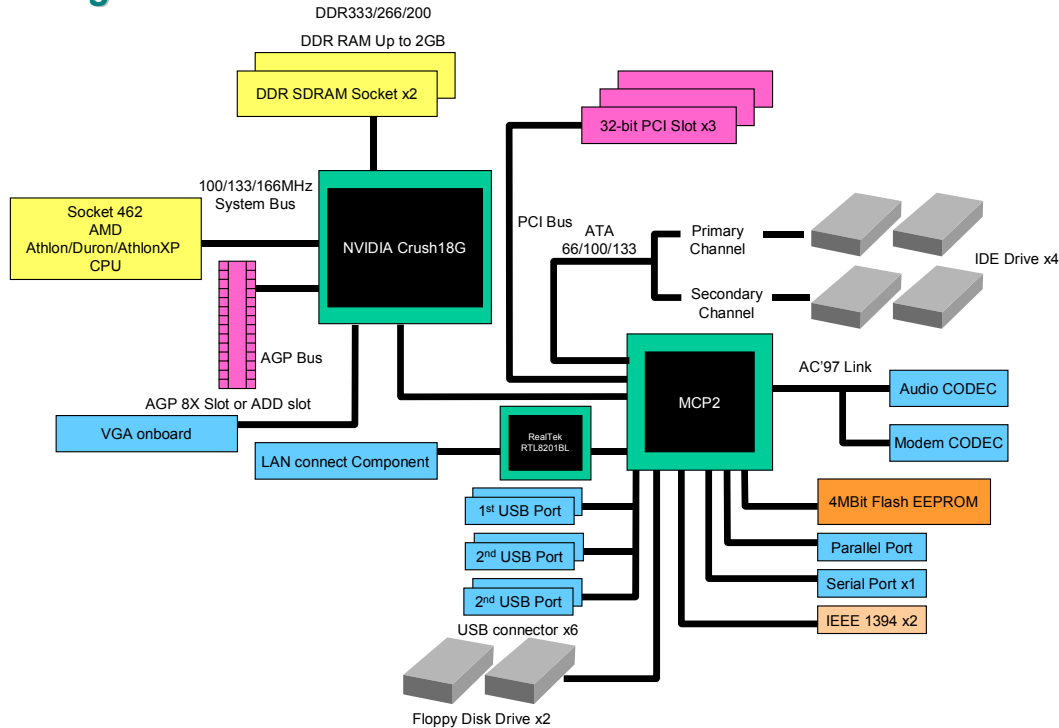 DDR333/266/200
DDR RAM Up to 2GB
DDR SDRAM Socket x2
32-bit PCI Slot x3
100/133/166MHz
System Bus
Socket 462
AMD
Athlon/Duron/AthlonXP
CPU
NVIDIA Crush18G
PCI Bus
ATA
66/100/133
Primary
Channel
IDE Drive x4
Secondary
Channel
AGP Bus
AGP 8X Slot or ADD slot
VGA onboard
MCP2
AC'97 Link
Audio CODEC
Modem CODEC
RealTek
RTL8201BL
LAN connect Component
1st USB Port
2nd USB Port
2nd USB Port
USB connector x6
4MBit Flash EEPROM
Parallel Port
Serial Port x1
IEEE 1394 x2
Floppy Disk Drive x2